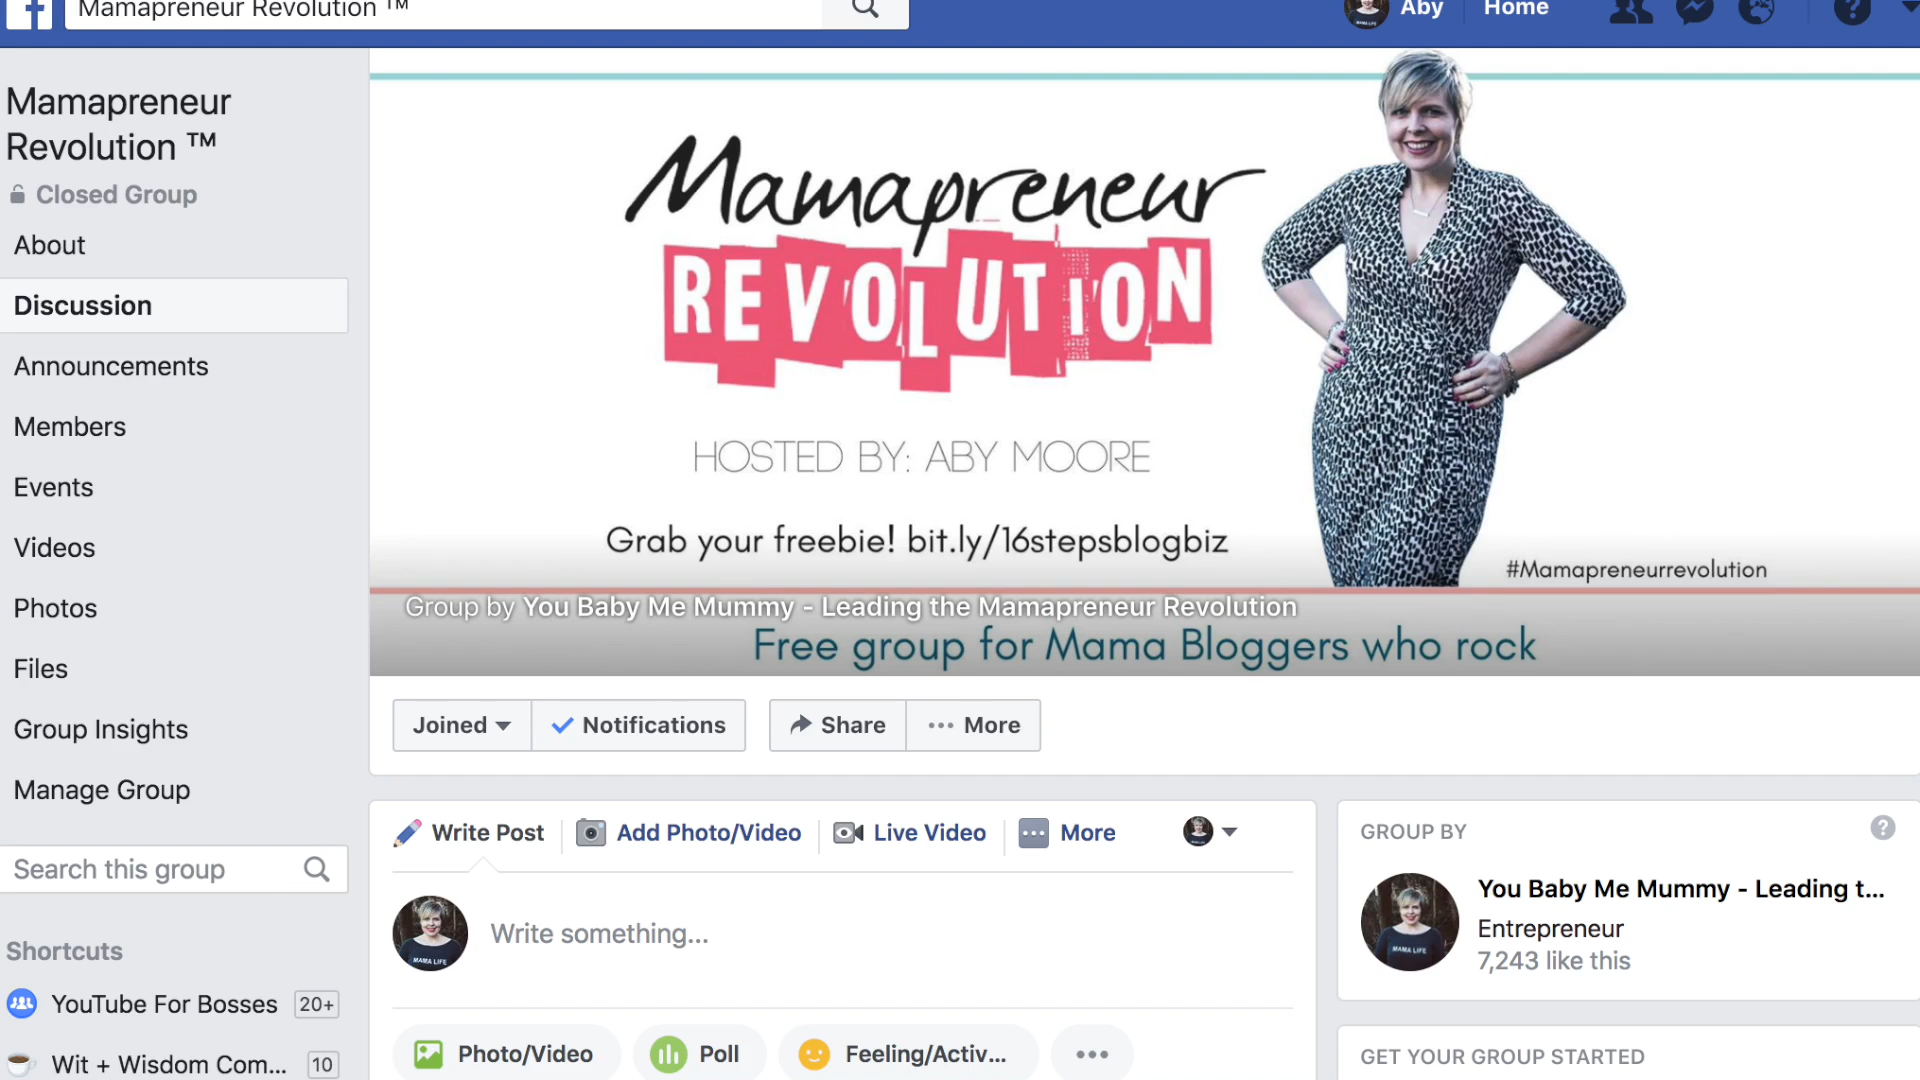 Mamapreneur Revolution ™
Aby
Home
Mamapreneur
Revolution ™
Closed Group
About
Discussion
Announcements
Members
Events
Videos
Photos
Files
Group Insights
Manage Group
Search this group
Shortcuts
YouTube For Bosses 20+
Wit + Wisdom Com... 10
Mamapreneur
REVOLUTION
HOSTED BY: ABY MOORE
Grab your freebie! bit.ly/16stepsblogbiz
#Mamapreneurrevolution
Group by You Baby Me Mummy - Leading the Mamapreneur Revolution
Free group for Mama Bloggers who rock
Joined
Notifications
Share
More
Write Post
Add Photo/Video
Live Video
More
MAMA LIFE
Write something...
Photo/Video
Poll
Feeling/Activ...
GROUP BY
MAMA LIFE
You Baby Me Mummy - Leading t...
Entrepreneur
7,243 like this
GET YOUR GROUP STARTED